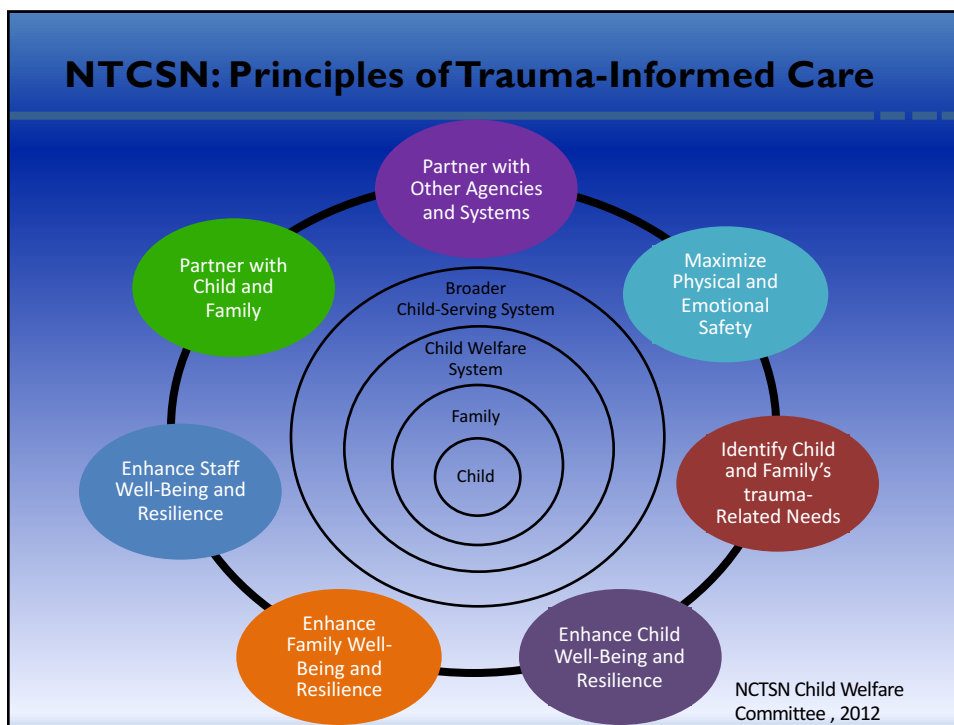 NTCSN: Principles of Trauma-Informed Care
Partner with
Other Agencies
and Systems
Maximize
Physical and
Emotional
Safety
Identify Child
and Family’s
trauma-
Related Needs
Enhance Child
Well-Being and
Resilience
Enhance
Family Well-
Being and
Resilience
Enhance Staff
Well-Being and
Resilience
Partner with
Child and
Family
Broader
Child-Serving System
Child Welfare
System
Family
Child
NCTSN Child Welfare
Committee , 2012